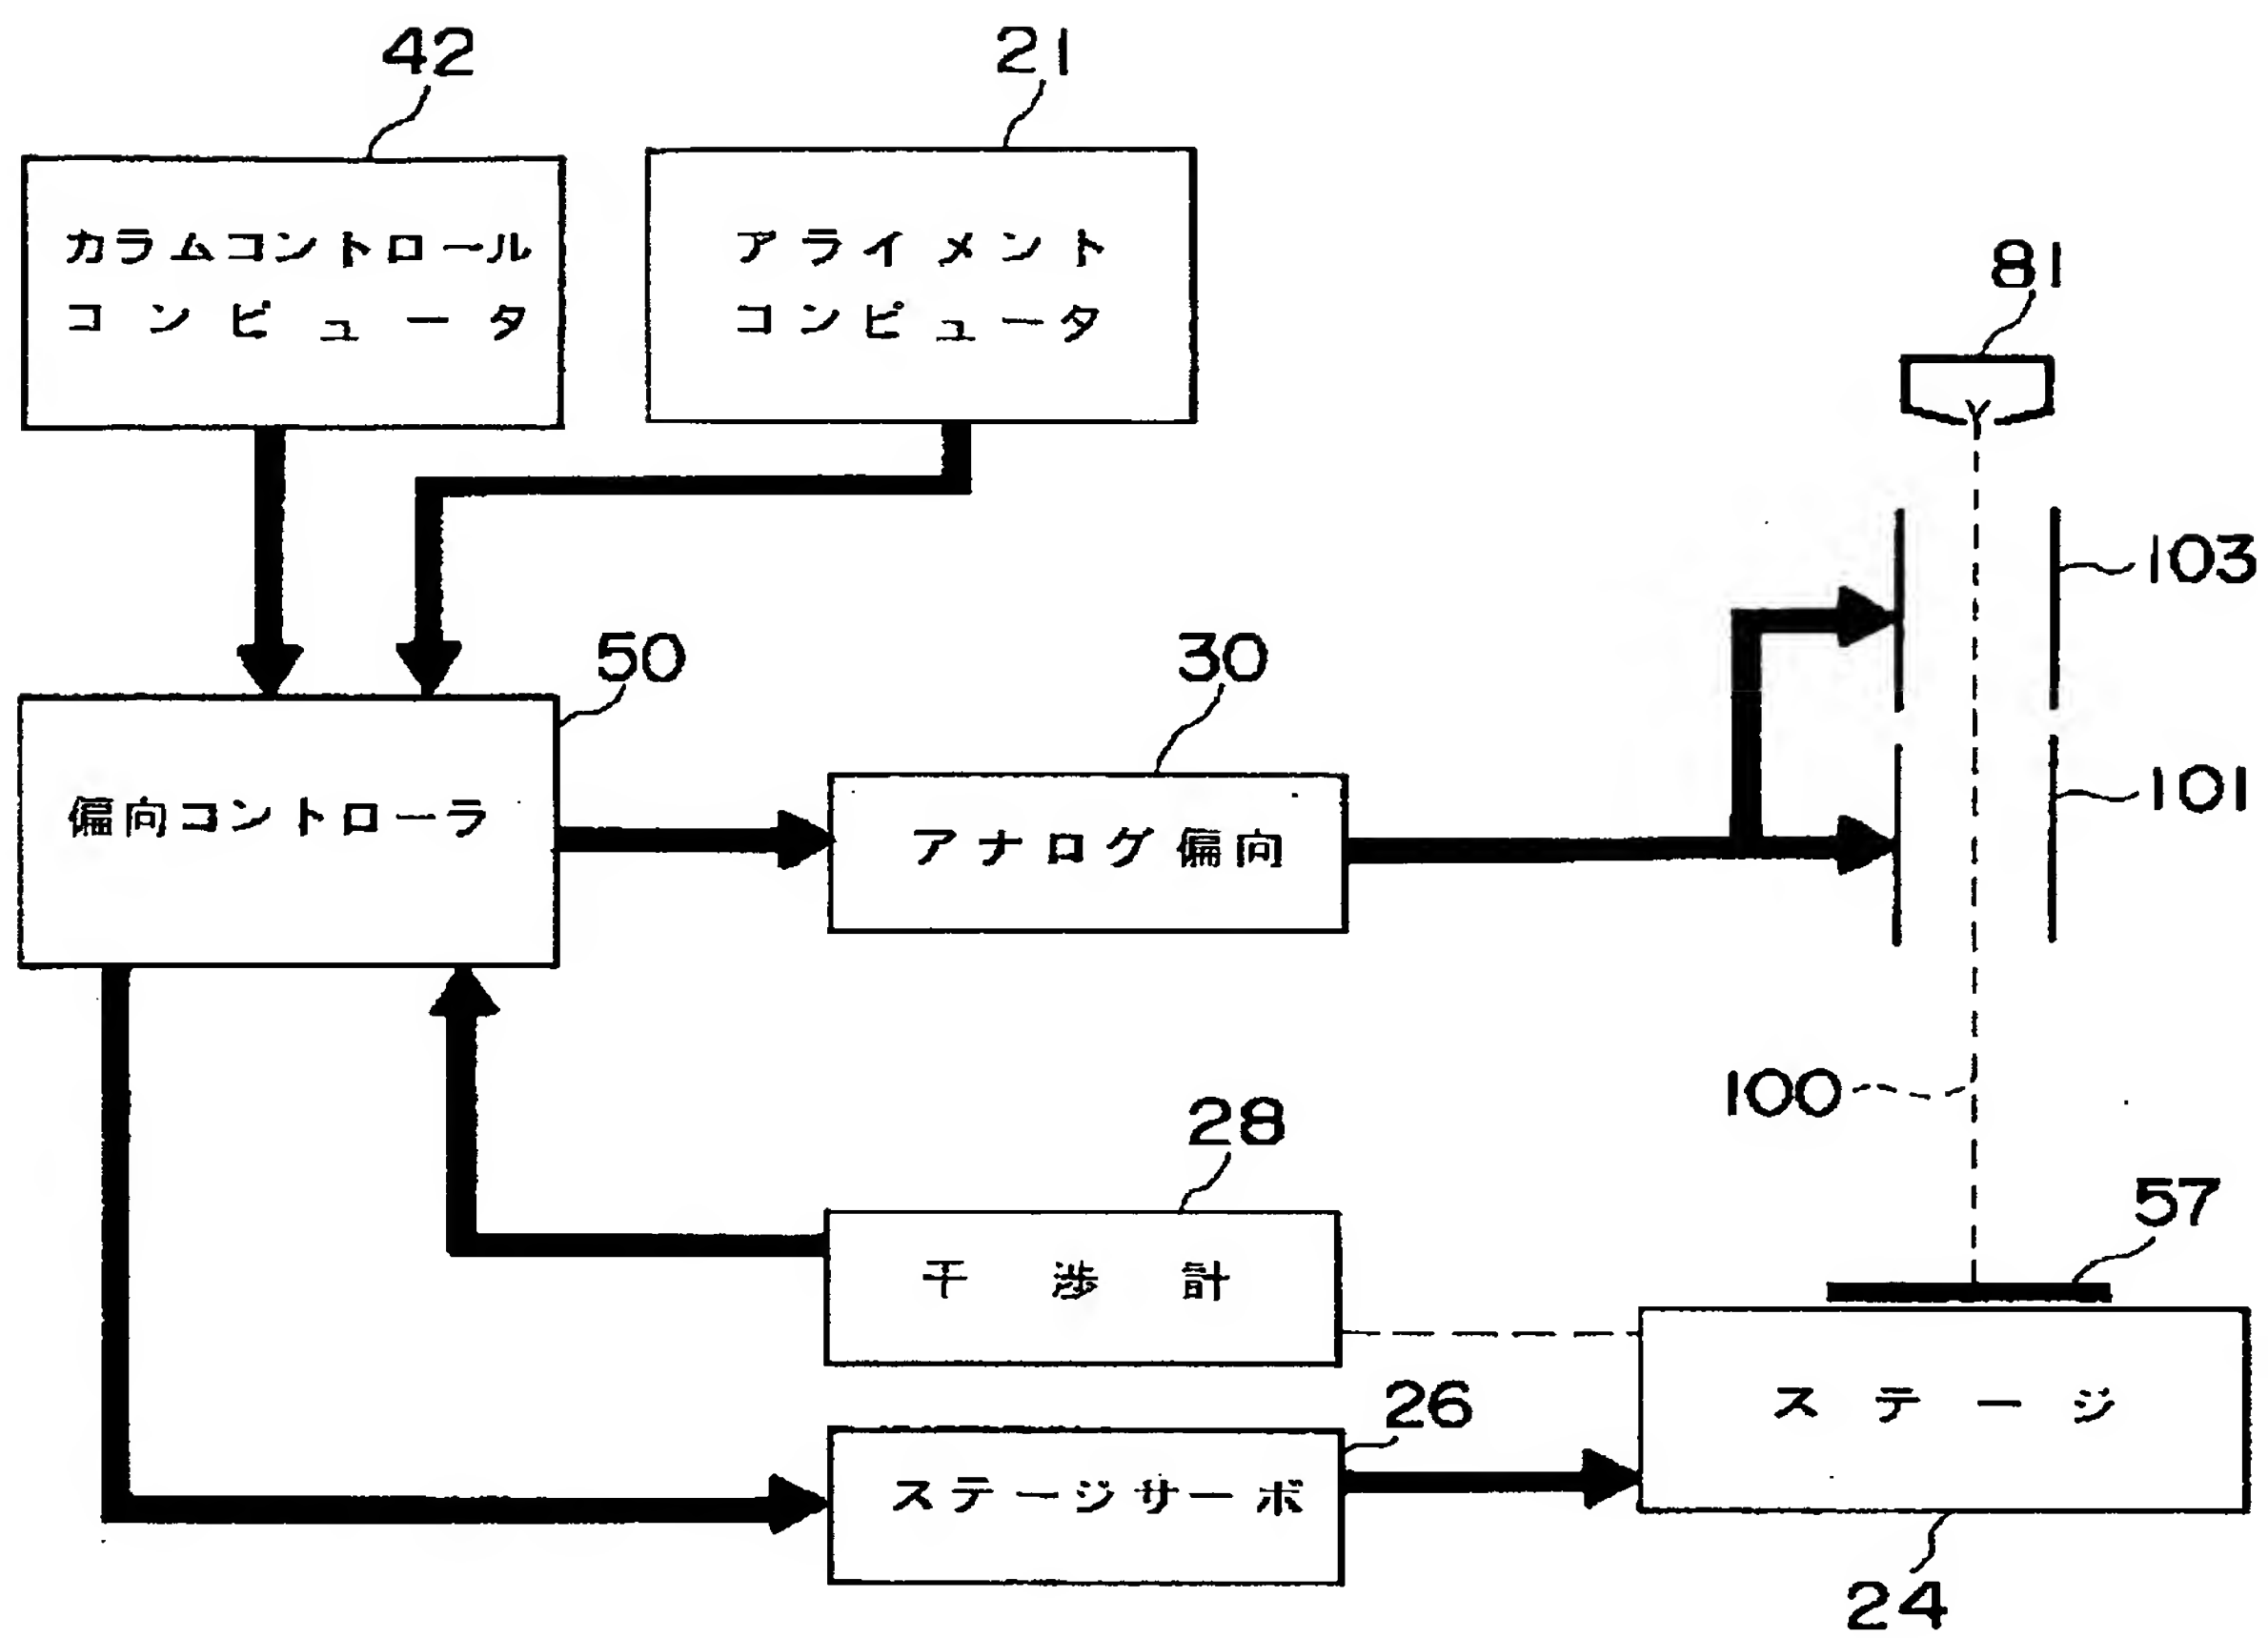 42
21
カラムコントロール
コンピュータ
アライメント
コンピュータ
81
103
50
30
偏向コントローラ
アナログ偏向
101
100
28
57
干渉計
26
ステージ
ステージサーボ
24